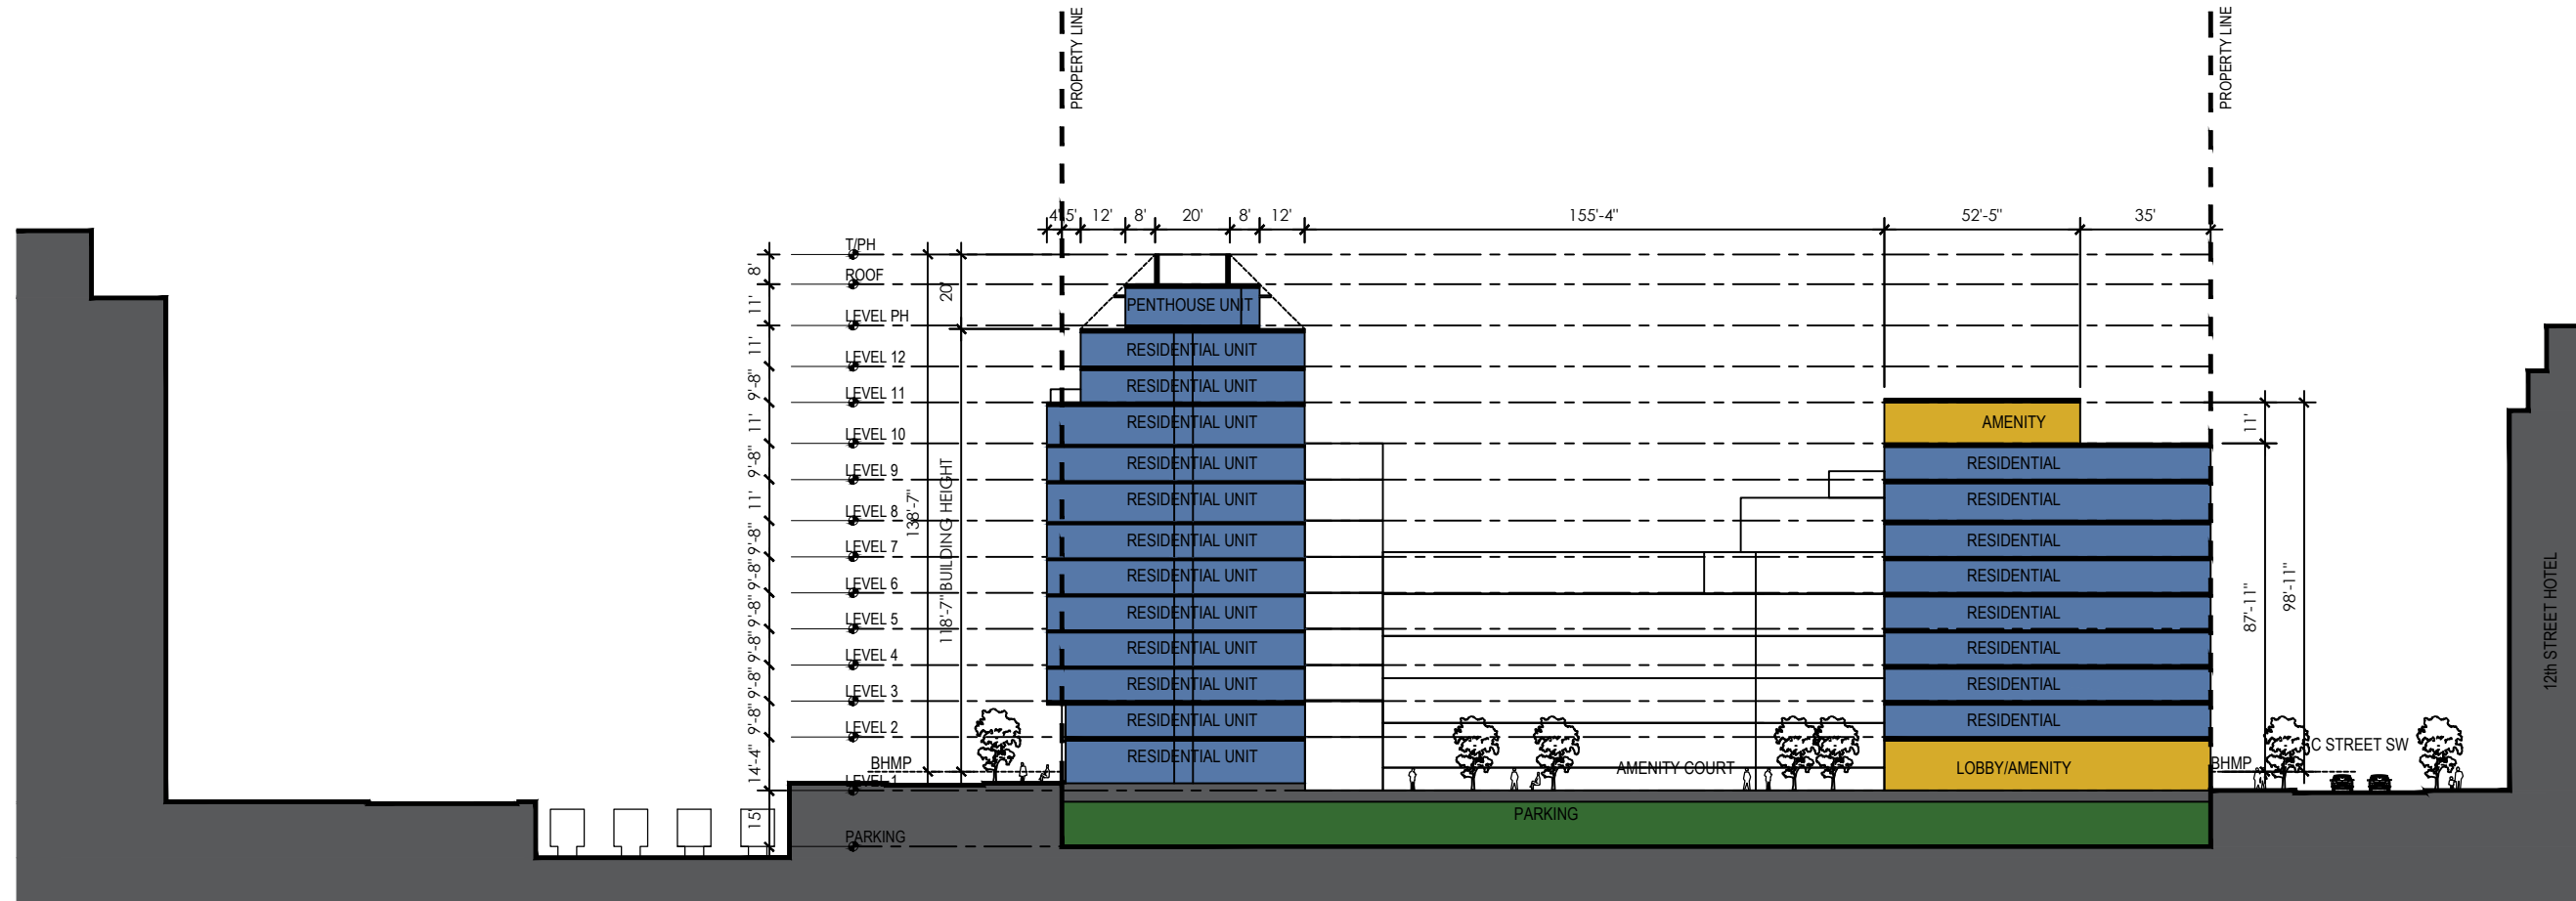 PROPERTY LINE
PROPERTY LINE
4' 5' 12' 8' 20' 8' 12' 155'-4" 52'-5" 35'
T/PH
8'
ROOF
11'
LEVEL PH
11'
LEVEL 12
9'-8"
LEVEL 11
11'
LEVEL 10
9'-8"
LEVEL 9
11'
LEVEL 8
9'-8"
LEVEL 7
9'-8"
LEVEL 6
9'-8"
LEVEL 5
9'-8"
LEVEL 4
9'-8"
LEVEL 3
9'-8"
LEVEL 2
14'-4"
BHMP
LEVEL 1
15'
PARKING
138'-7"
20'
118'-7" BUILDING HEIGHT
PENTHOUSE UNIT
RESIDENTIAL UNIT
RESIDENTIAL UNIT
RESIDENTIAL UNIT
RESIDENTIAL UNIT
RESIDENTIAL UNIT
RESIDENTIAL UNIT
RESIDENTIAL UNIT
RESIDENTIAL UNIT
RESIDENTIAL UNIT
RESIDENTIAL UNIT
RESIDENTIAL UNIT
RESIDENTIAL UNIT
AMENITY COURT
PARKING
AMENITY
RESIDENTIAL
RESIDENTIAL
RESIDENTIAL
RESIDENTIAL
RESIDENTIAL
RESIDENTIAL
RESIDENTIAL
RESIDENTIAL
LOBBY/AMENITY
11'
87'-11"
98'-11"
C STREET SW
BHMP
12th STREET HOTEL